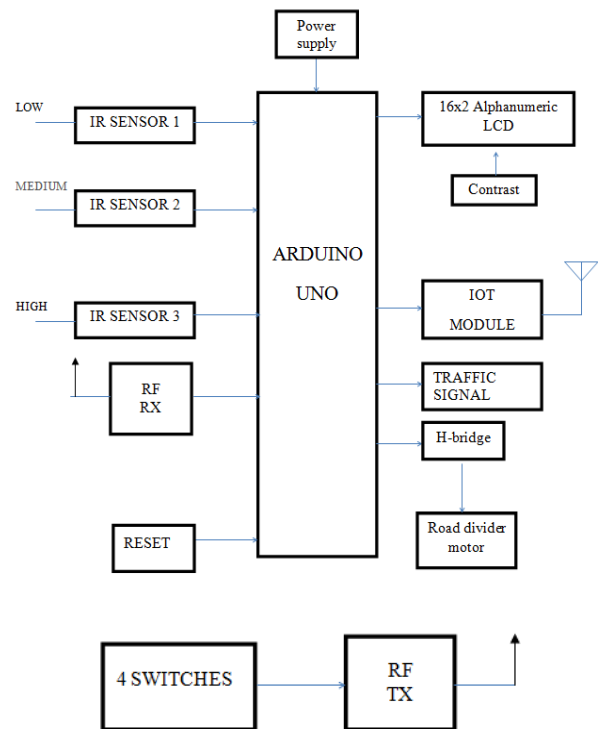 Power
supply
LOW
IR SENSOR 1
16x2 Alphanumeric
LCD
MEDIUM
IR SENSOR 2
Contrast
ARDUINO
UNO
HIGH
IR SENSOR 3
IOT
MODULE
RF
RX
TRAFFIC
SIGNAL
H-bridge
RESET
Road divider
motor
4 SWITCHES
RF
TX